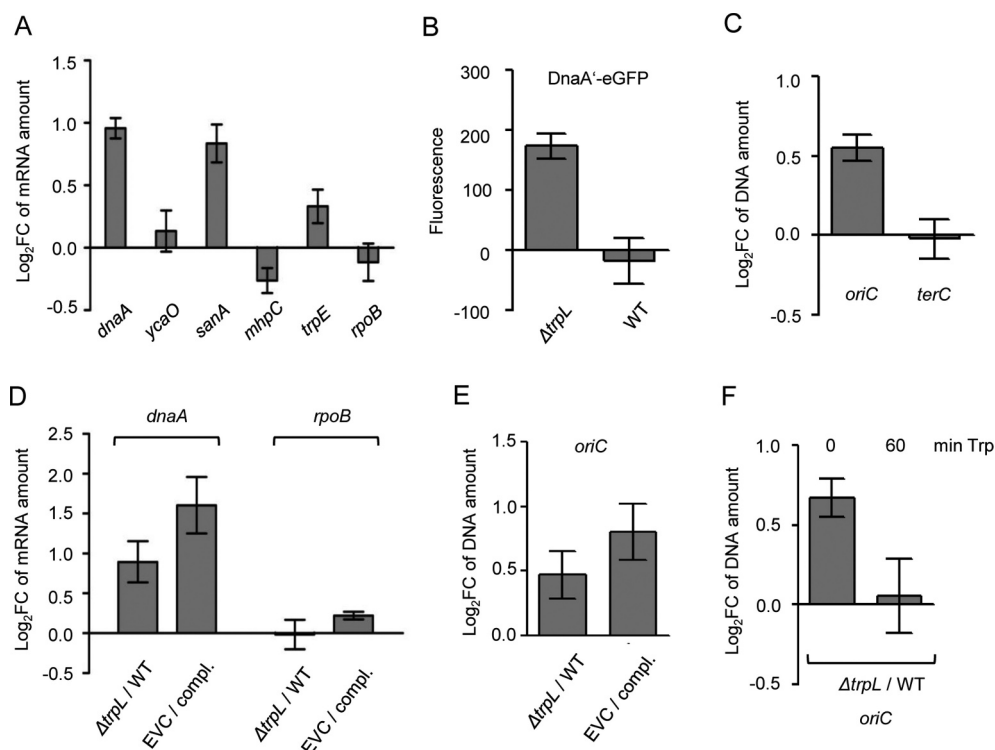 A
Log₂FC of mRNA amount
1.5
1.0
0.5
0.0
-0.5
dnaA
ycaO
sanA
mhpC
trpE
rpoB
B
DnaA‘-eGFP
Fluorescence
300
200
100
0
-100
ΔtrpL
WT
C
Log₂FC of DNA amount
1.0
0.5
0.0
-0.5
oriC
terC
D
dnaA
rpoB
Log₂FC of mRNA amount
2.5
2.0
1.5
1.0
0.5
0.0
-0.5
ΔtrpL / WT
EVC / compl.
ΔtrpL / WT
EVC / compl.
E
oriC
Log₂FC of DNA amount
1.5
1.0
0.5
0.0
ΔtrpL / WT
EVC / compl.
F
0 60 min Trp
Log₂FC of DNA amount
1.0
0.5
0.0
-0.5
ΔtrpL / WT
oriC